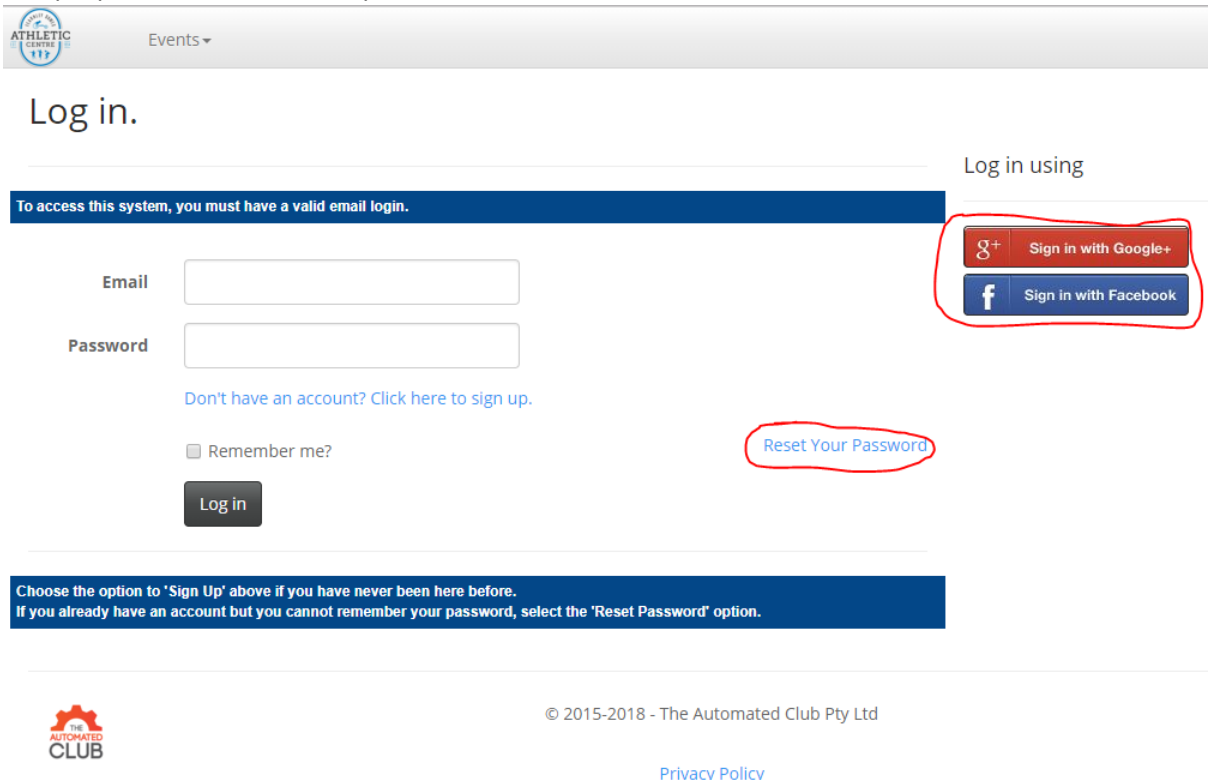 ATHLETIC
CENTRE
Events
Log in.
Log in using
To access this system, you must have a valid email login.
g+ Sign in with Google+
Email
f Sign in with Facebook
Password
Don't have an account? Click here to sign up.
Remember me?
Reset Your Password
Log in
Choose the option to 'Sign Up' above if you have never been here before.
If you already have an account but you cannot remember your password, select the 'Reset Password' option.
THE
AUTOMATED
CLUB
© 2015-2018 - The Automated Club Pty Ltd
Privacy Policy